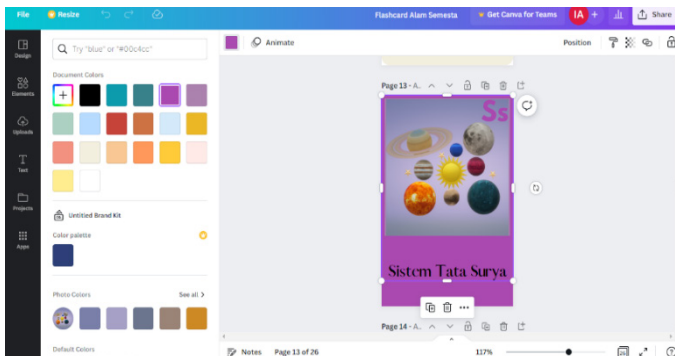 File
Resize
Flashcard Alam Semesta
Get Canva for Teams
IA
+
Share
Design
Elements
Uploads
Text
Projects
Apps
Try "blue" or "#00c4cc"
Document Colors
Untitled Brand Kit
Color palette
Photo Colors
See all >
Default Colors
Animate
Position
Page 13 - A...
Ss
Sistem Tata Surya
Page 14 - A...
Notes
Page 13 of 26
117%